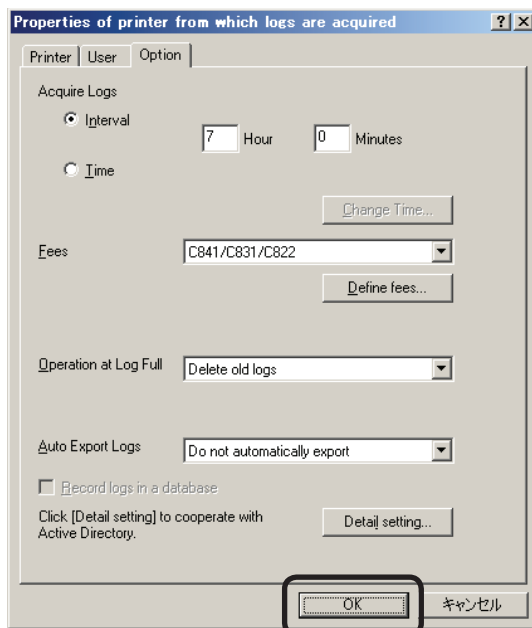 Properties of printer from which logs are acquired
Printer User Option
Acquire Logs
Interval
7 Hour 0 Minutes
Time
Change Time...
Fees C841/C831/C822
Define fees...
Operation at Log Full Delete old logs
Auto Export Logs Do not automatically export
Record logs in a database
Click [Detail setting] to cooperate with
Active Directory.
Detail setting...
OK キャンセル